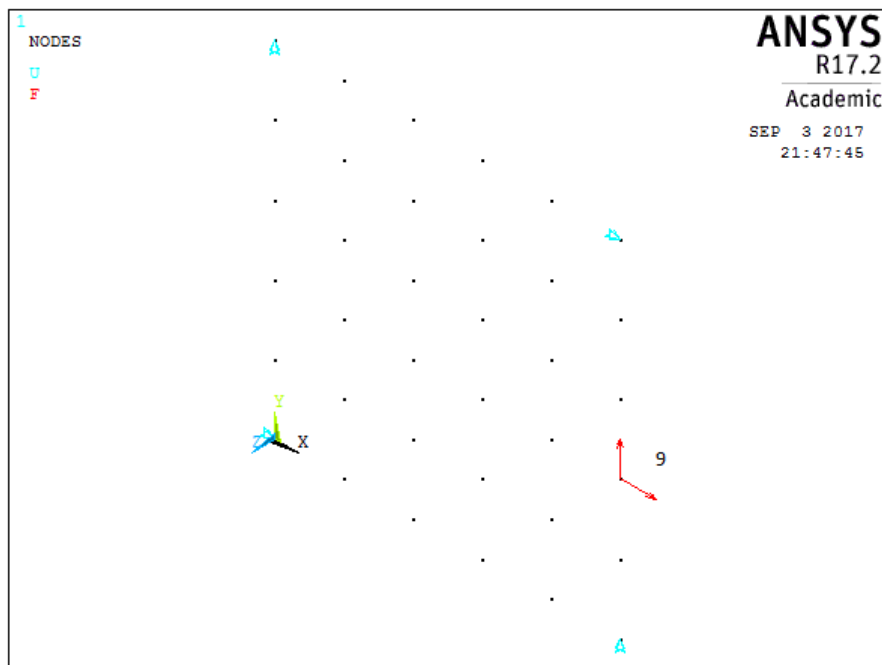 1
NODES
U
F
ANSYS
R17.2
Academic
SEP 3 2017
21:47:45
Y
Z X
9